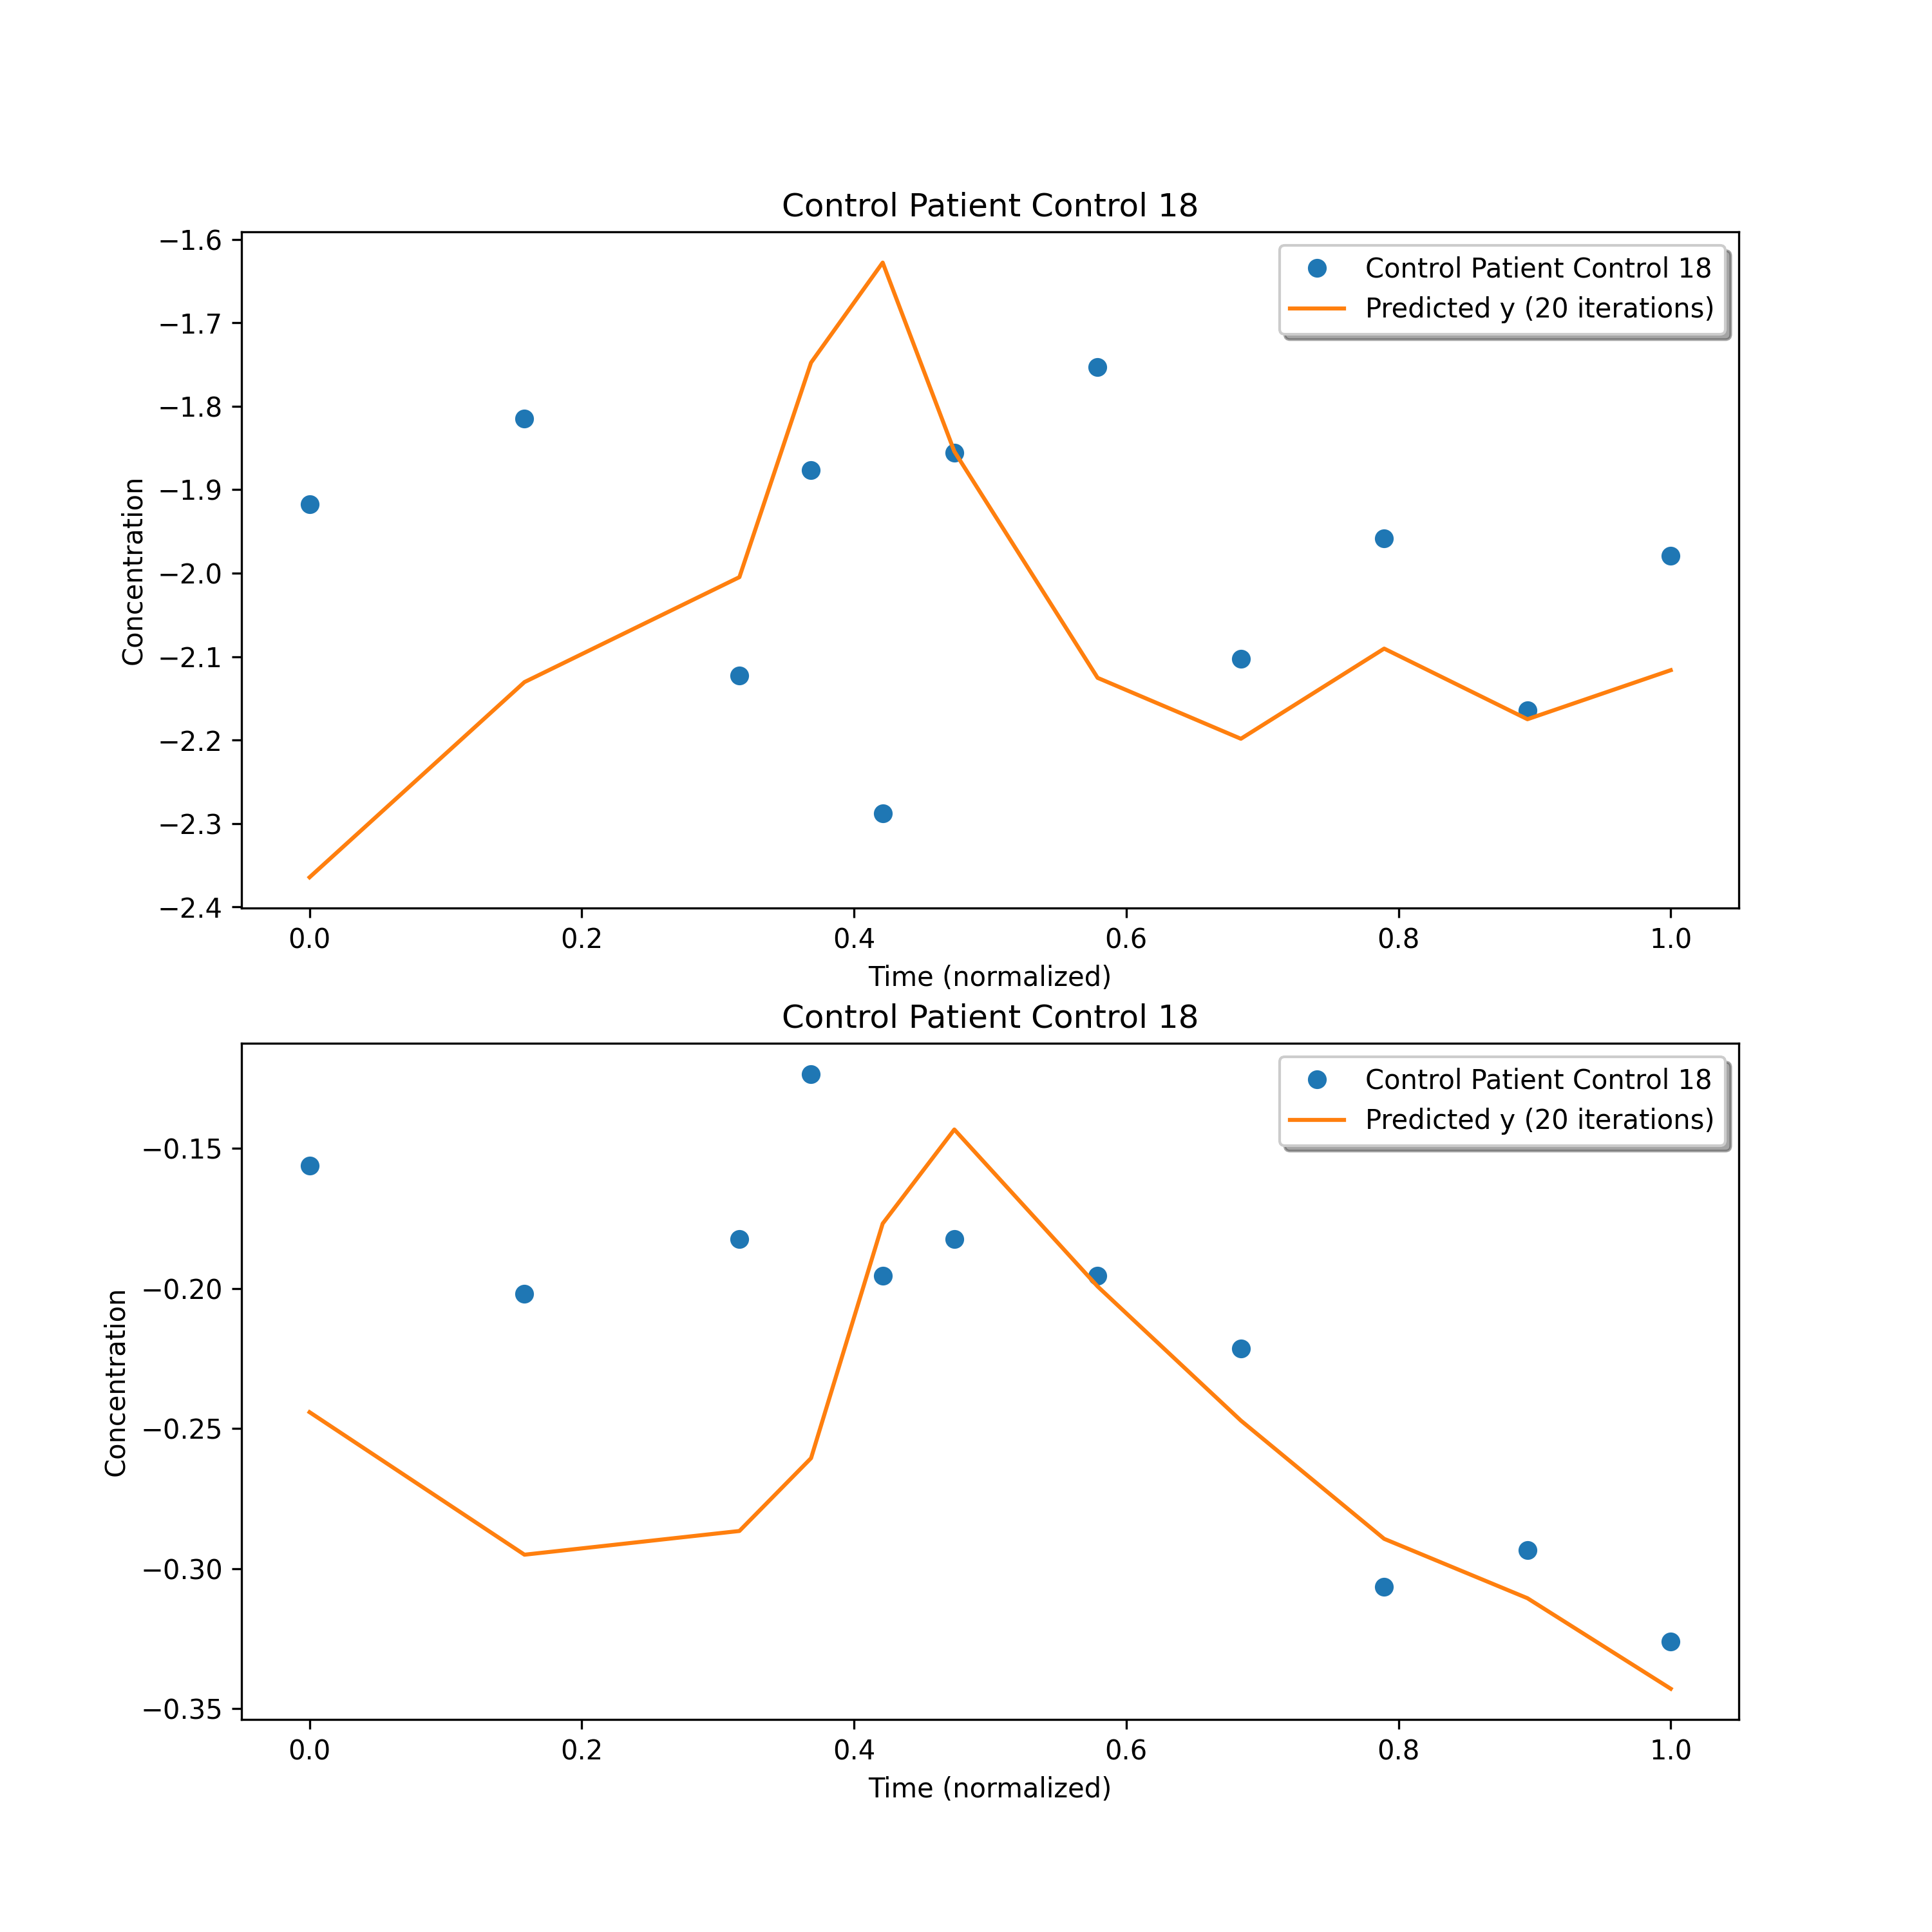 Control Patient Control 18
−1.6
−1.7
−1.8
−1.9
−2.0
−2.1
−2.2
−2.3
−2.4
Concentration
Control Patient Control 18
Predicted y (20 iterations)
0.0 0.2 0.4 0.6 0.8 1.0
Time (normalized)
Control Patient Control 18
−0.15
−0.20
−0.25
−0.30
−0.35
Concentration
Control Patient Control 18
Predicted y (20 iterations)
0.0 0.2 0.4 0.6 0.8 1.0
Time (normalized)